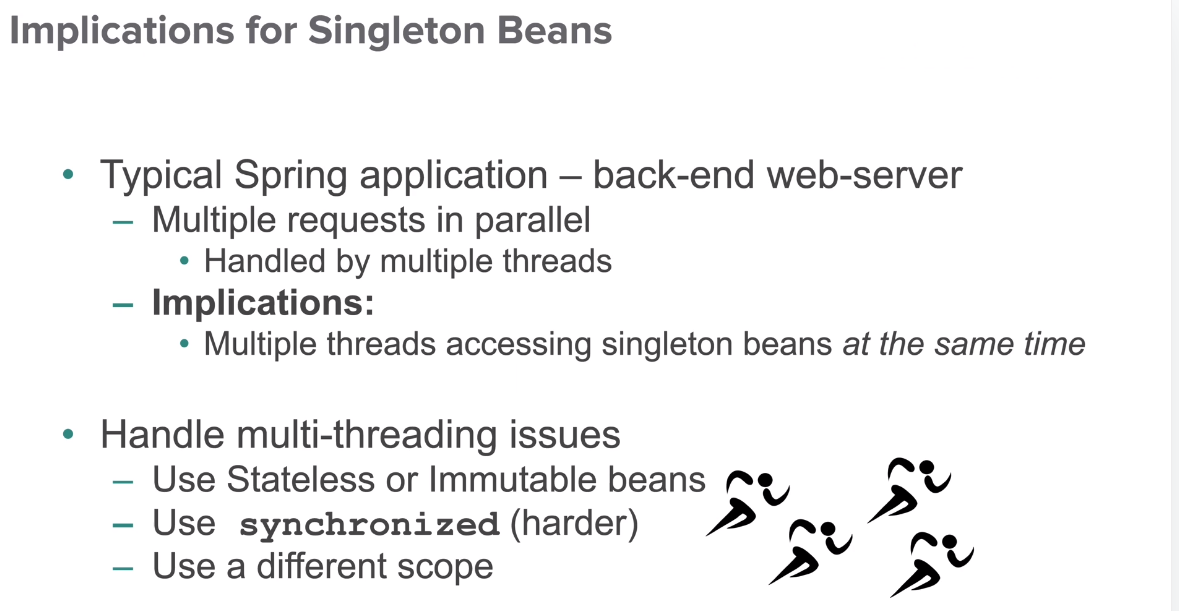 Implications for Singleton Beans
• Typical Spring application – back-end web-server
– Multiple requests in parallel
• Handled by multiple threads
– Implications:
• Multiple threads accessing singleton beans at the same time
• Handle multi-threading issues
– Use Stateless or Immutable beans
– Use synchronized (harder)
– Use a different scope